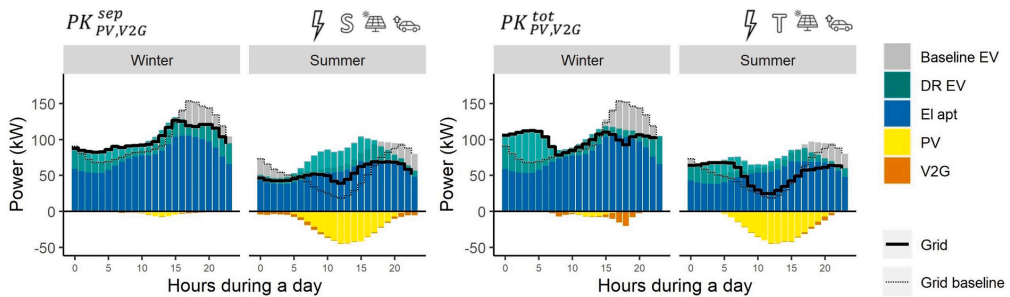 PK^{sep}_{PV,V2G} S
Winter Summer
150
100
50
0
-50
Power (kW)
0 5 10 15 20 0 5 10 15 20
Hours during a day
PK^{tot}_{PV,V2G} T
Winter Summer
150
100
50
0
-50
Power (kW)
0 5 10 15 20 0 5 10 15 20
Hours during a day
Baseline EV
DR EV
El apt
PV
V2G
Grid
Grid baseline